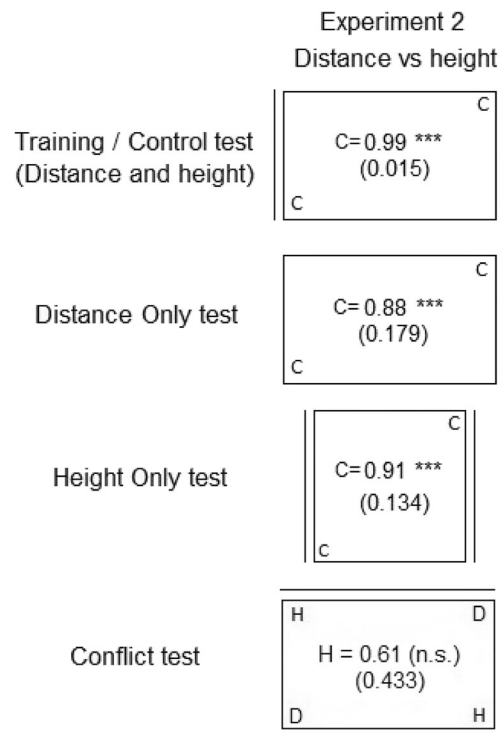 Experiment 2
Distance vs height
C
Training / Control test
(Distance and height)
C= 0.99 ***
(0.015)
C
C
Distance Only test
C= 0.88 ***
(0.179)
C
C
Height Only test
C= 0.91 ***
(0.134)
C
H D
Conflict test
H = 0.61 (n.s.)
(0.433)
D H